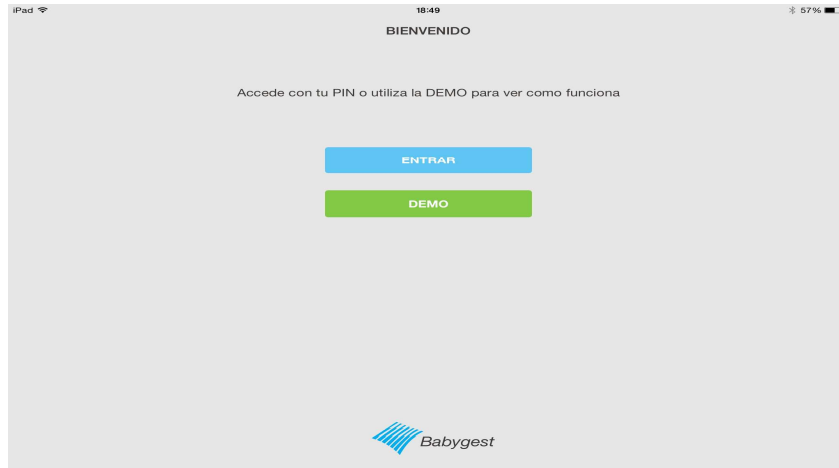 iPad 18:49 57%
BIENVENIDO
Accede con tu PIN o utiliza la DEMO para ver como funciona
ENTRAR
DEMO
Babygest